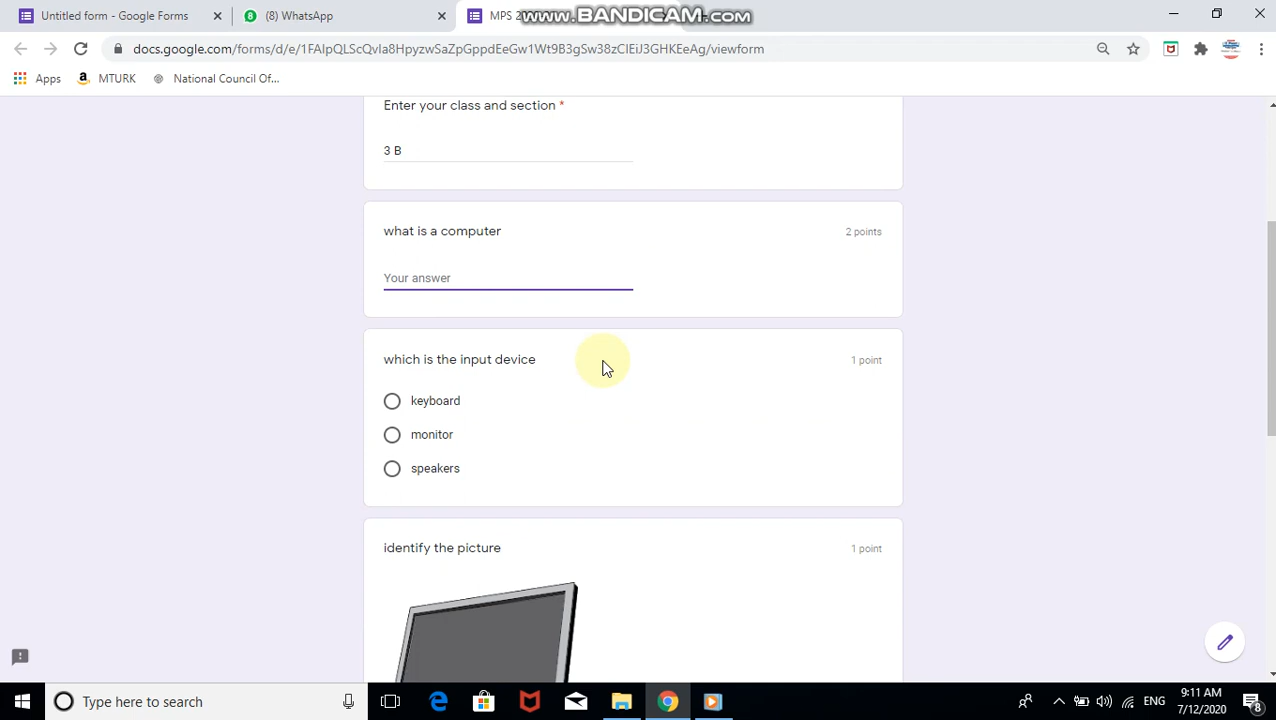 Untitled form - Google Forms
(8) WhatsApp
MPS 2
www.BANDICAM.com
docs.google.com/forms/d/e/1FAIpQLScQvIa8HpyzwSaZpGppdEeGw1Wt9B3gSw38zCIEiJ3GHKEeAg/viewform
Apps
MTURK
National Council Of...
Enter your class and section *
3 B
what is a computer
2 points
Your answer
which is the input device
1 point
keyboard
monitor
speakers
identify the picture
1 point
Type here to search
ENG
9:11 AM
7/12/2020
8